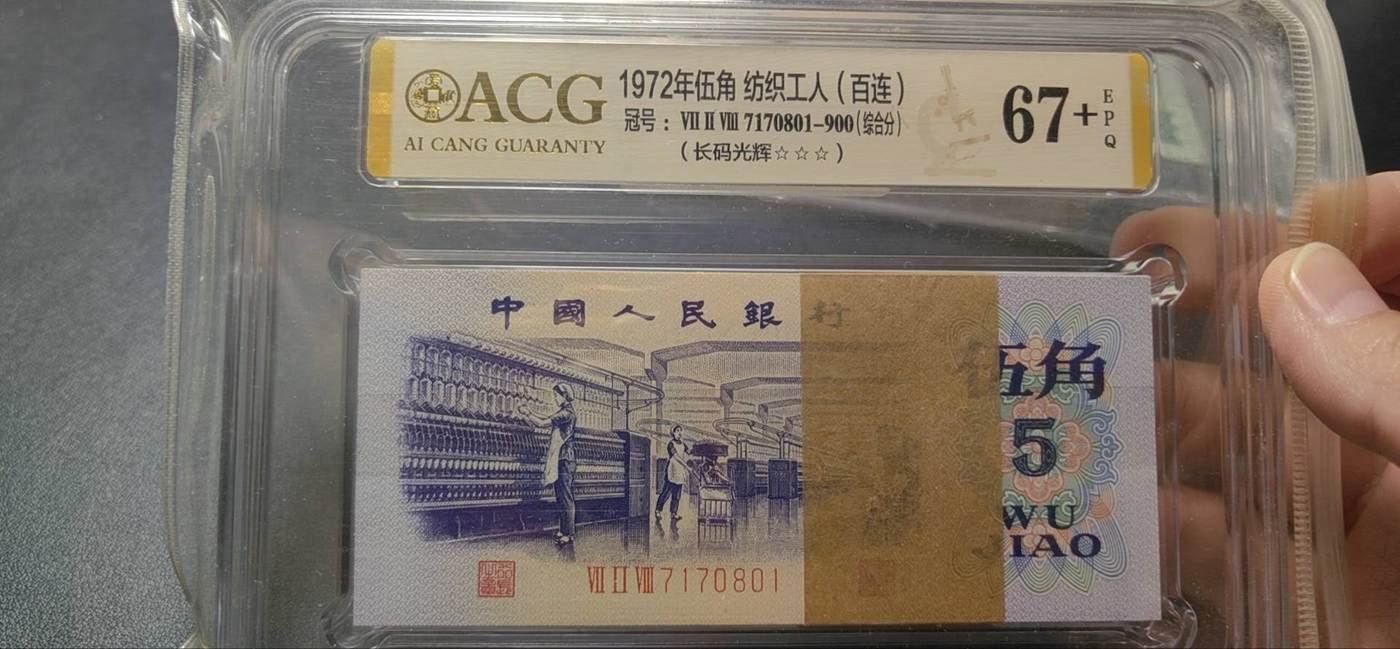 ACG
AI CANG GUARANTY
1972年伍角 纺织工人(百连)
冠号:Ⅶ Ⅱ Ⅷ 7170801-900(综合分)
(长码光辉☆☆☆)
67+
EPQ
中國人民銀行
伍角
5
WU
JIAO
Ⅶ Ⅱ Ⅷ 7170801